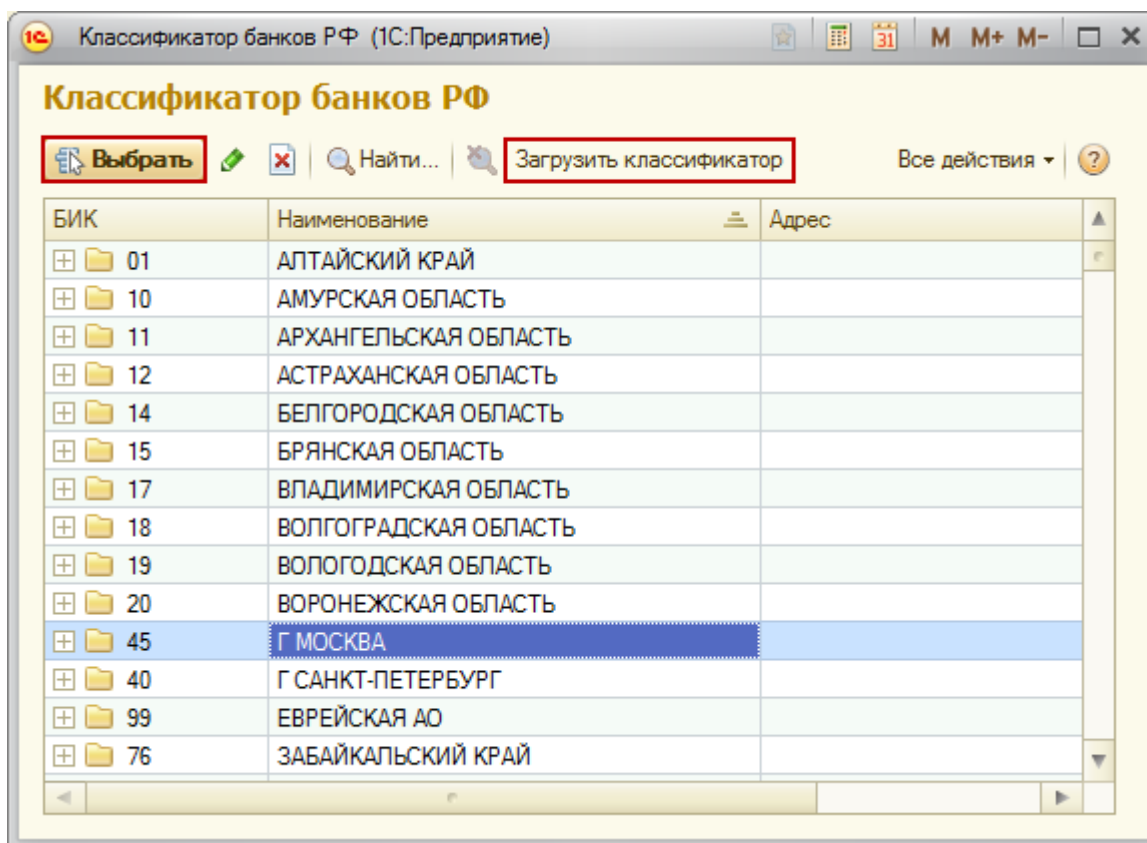 1С Классификатор банков РФ (1С:Предприятие) 31 M M+ M-
Классификатор банков РФ
Выбрать Найти... Загрузить классификатор Все действия ?
БИК Наименование Адрес
01 АЛТАЙСКИЙ КРАЙ
10 АМУРСКАЯ ОБЛАСТЬ
11 АРХАНГЕЛЬСКАЯ ОБЛАСТЬ
12 АСТРАХАНСКАЯ ОБЛАСТЬ
14 БЕЛГОРОДСКАЯ ОБЛАСТЬ
15 БРЯНСКАЯ ОБЛАСТЬ
17 ВЛАДИМИРСКАЯ ОБЛАСТЬ
18 ВОЛГОГРАДСКАЯ ОБЛАСТЬ
19 ВОЛОГОДСКАЯ ОБЛАСТЬ
20 ВОРОНЕЖСКАЯ ОБЛАСТЬ
45 Г МОСКВА
40 Г САНКТ-ПЕТЕРБУРГ
99 ЕВРЕЙСКАЯ АО
76 ЗАБАЙКАЛЬСКИЙ КРАЙ